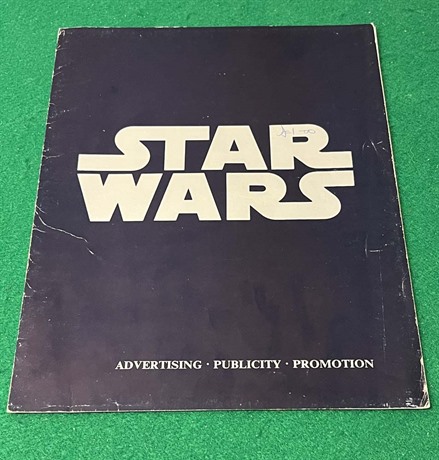 STAR
WARS
ADVERTISING · PUBLICITY · PROMOTION